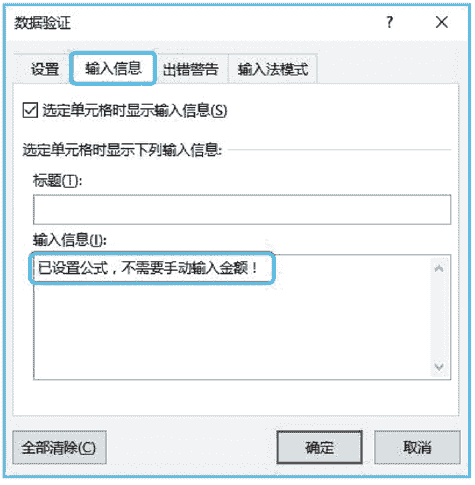 数据验证
?
×
设置 输入信息 出错警告 输入法模式
选定单元格时显示输入信息(S)
选定单元格时显示下列输入信息:
标题(T):
输入信息(I):
已设置公式，不需要手动输入金额！
全部清除(C) 确定 取消